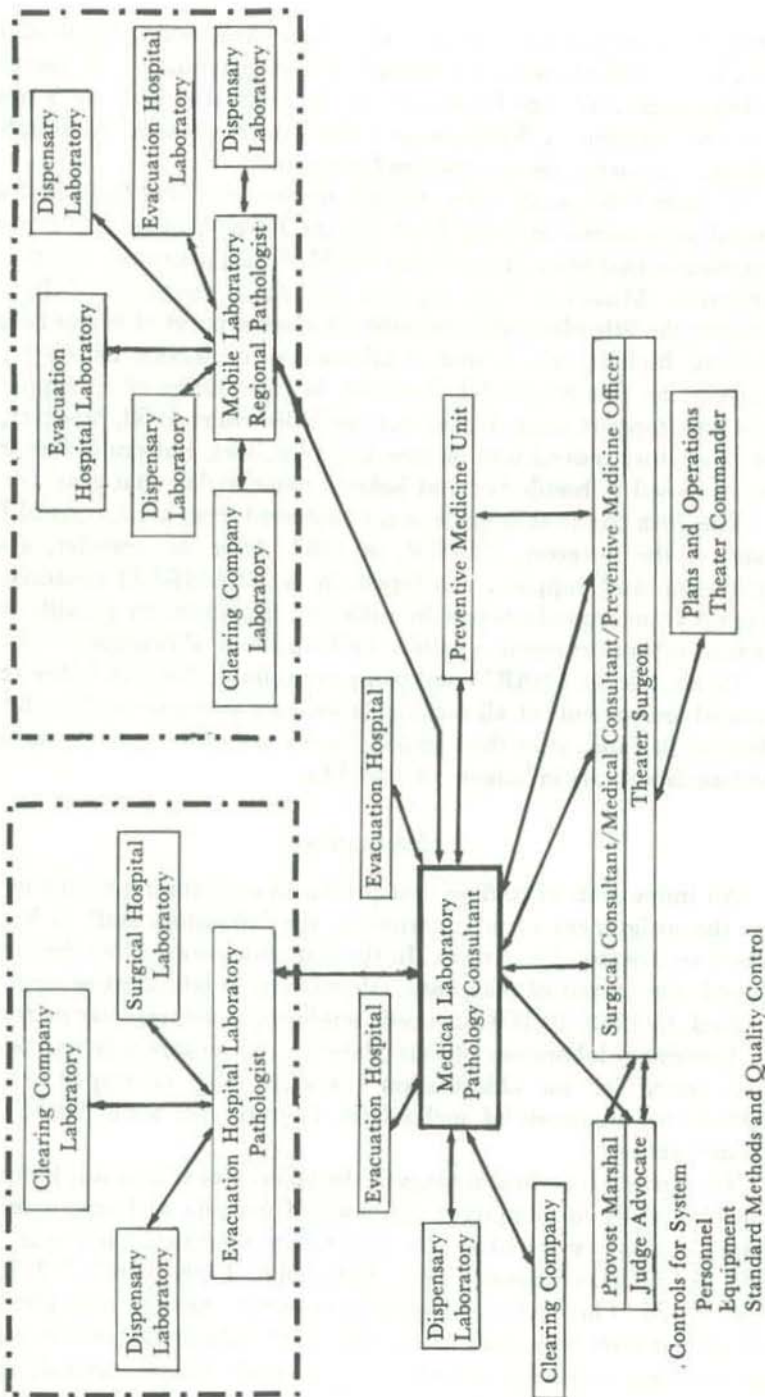 Clearing Company
Laboratory
Surgical Hospital
Laboratory
Dispensary
Laboratory
Evacuation Hospital Laboratory
Pathologist
Dispensary
Laboratory
Evacuation
Hospital Laboratory
Evacuation Hospital
Laboratory
Dispensary
Laboratory
Dispensary
Laboratory
Mobile Laboratory
Regional Pathologist
Clearing Company
Laboratory
Evacuation Hospital
Evacuation Hospital
Preventive Medicine Unit
Dispensary
Laboratory
Medical Laboratory
Pathology Consultant
Clearing Company
Provost Marshal
Judge Advocate
Surgical Consultant/Medical Consultant/Preventive Medicine Officer
Theater Surgeon
Plans and Operations
Theater Commander
. Controls for System
Personnel
Equipment
Standard Methods and Quality Control